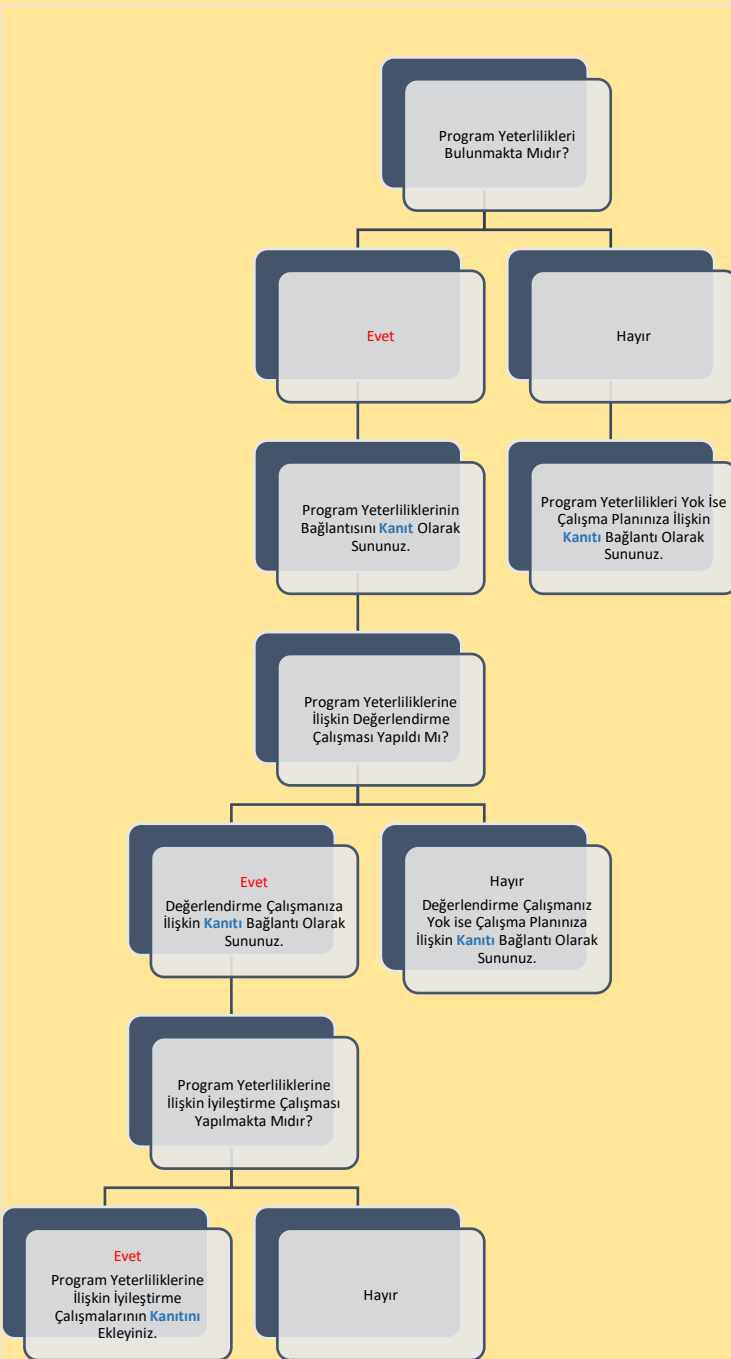 Program Yeterlilikleri
Bulunmakta Mıdır?
Evet
Hayır
Program Yeterliliklerinin
Bağlantısını Kanıt Olarak
Sununuz.
Program Yeterlilikleri Yok İse
Çalışma Planınıza İlişkin
Kanıtı Bağlantı Olarak
Sununuz.
Program Yeterliliklerine
İlişkin Değerlendirme
Çalışması Yapıldı Mı?
Evet
Değerlendirme Çalışmanıza
İlişkin Kanıtı Bağlantı Olarak
Sununuz.
Hayır
Değerlendirme Çalışmanız
Yok ise Çalışma Planınıza
İlişkin Kanıtı Bağlantı Olarak
Sununuz.
Program Yeterliliklerine
İlişkin İyileştirme Çalışması
Yapılmakta Mıdır?
Evet
Program Yeterliliklerine
İlişkin İyileştirme
Çalışmalarının Kanıtını
Ekleyiniz.
Hayır